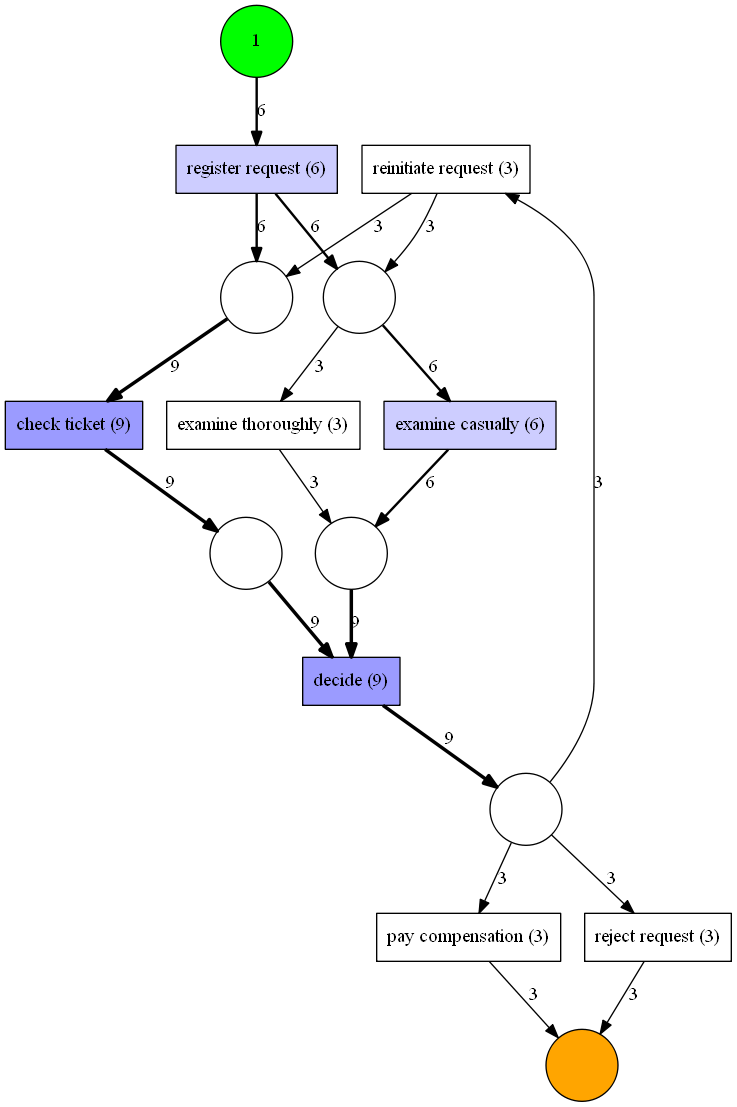 1
6
register request (6)
reinitiate request (3)
6
6
3
3
9
3
6
check ticket (9)
examine thoroughly (3)
examine casually (6)
9
3
6
3
9
9
decide (9)
9
3
3
pay compensation (3)
reject request (3)
3
3